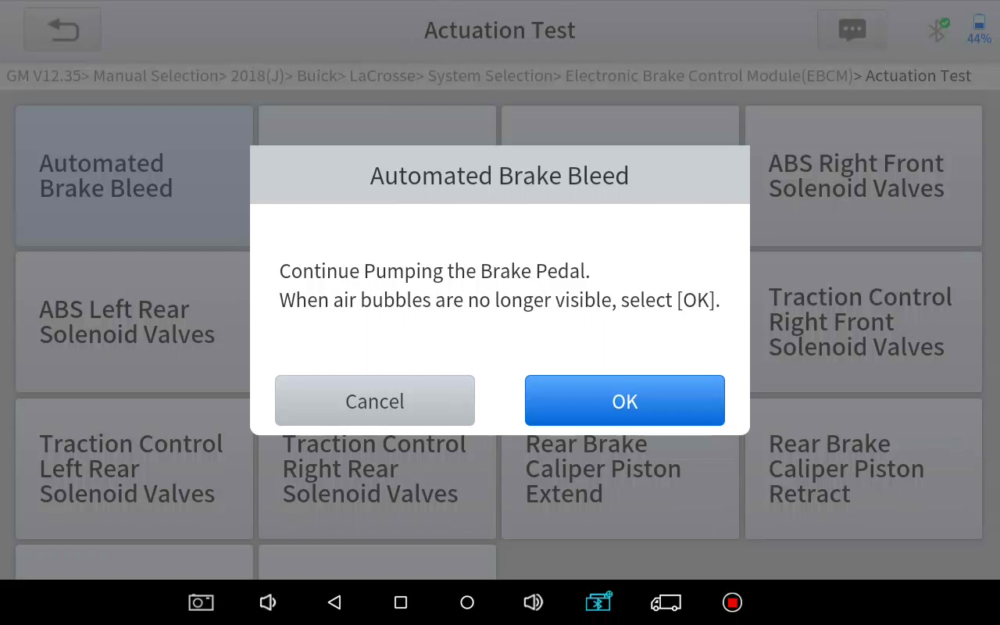 Actuation Test
44%
GM V12.35> Manual Selection> 2018(J)> Buick> LaCrosse> System Selection> Electronic Brake Control Module(EBCM)> Actuation Test
Automated
Brake Bleed
ABS Right Front
Solenoid Valves
Automated Brake Bleed
Continue Pumping the Brake Pedal.
When air bubbles are no longer visible, select [OK].
Cancel
OK
ABS Left Rear
Solenoid Valves
Traction Control
Right Front
Solenoid Valves
Traction Control
Left Rear
Solenoid Valves
Traction Control
Right Rear
Solenoid Valves
Rear Brake
Caliper Piston
Extend
Rear Brake
Caliper Piston
Retract